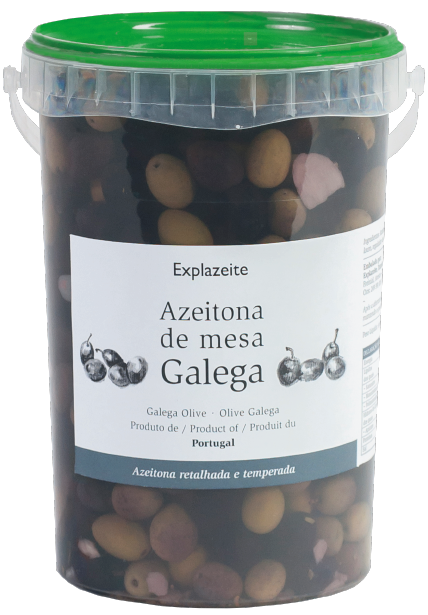 Explazeite
Azeitona
de mesa
Galega
Galega Olive · Olive Galega
Produto de / Product of / Produit du
Portugal
Azeitona retalhada e temperada